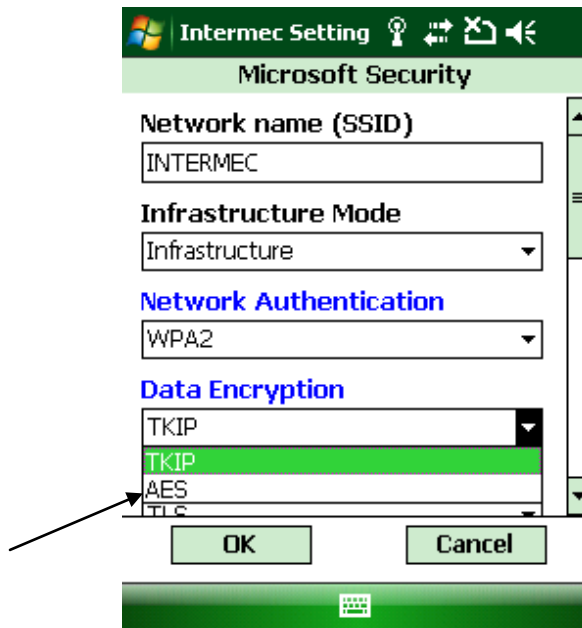 Intermec Setting
Microsoft Security
Network name (SSID)
INTERMEC
Infrastructure Mode
Infrastructure
Network Authentication
WPA2
Data Encryption
TKIP
TKIP
AES
TLS
OK Cancel